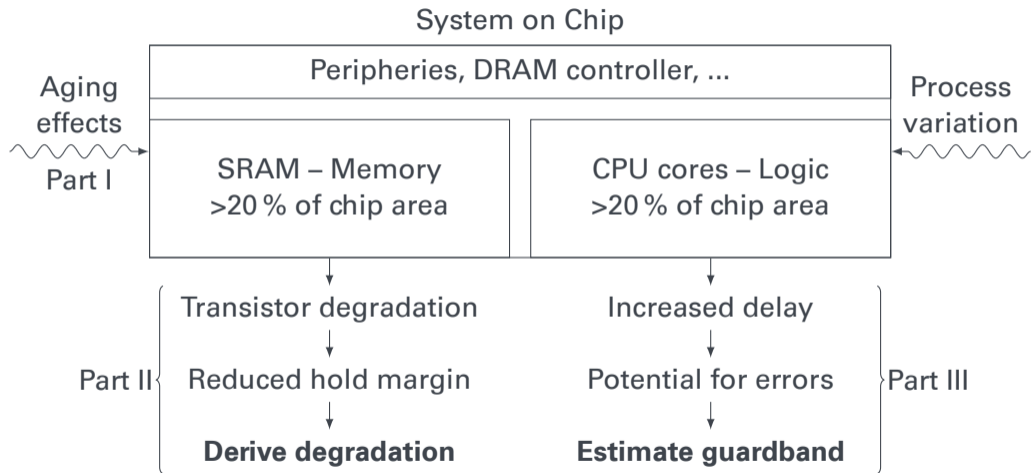 System on Chip
Peripheries, DRAM controller, ...
Aging
effects
Part I
Process
variation
SRAM – Memory
>20 % of chip area
CPU cores – Logic
>20 % of chip area
Part II
Transistor degradation
Reduced hold margin
Derive degradation
Increased delay
Potential for errors
Estimate guardband
Part III